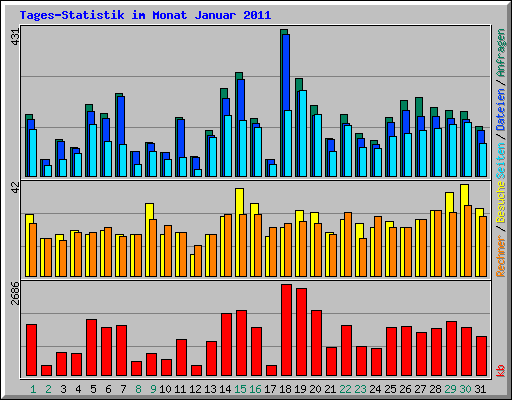 Tages-Statistik im Monat Januar 2011
431
42
2686
Rechner / Besuche Seiten / Dateien / Anfragen
kb
1 2 3 4 5 6 7 8 9 10 11 12 13 14 15 16 17 18 19 20 21 22 23 24 25 26 27 28 29 30 31